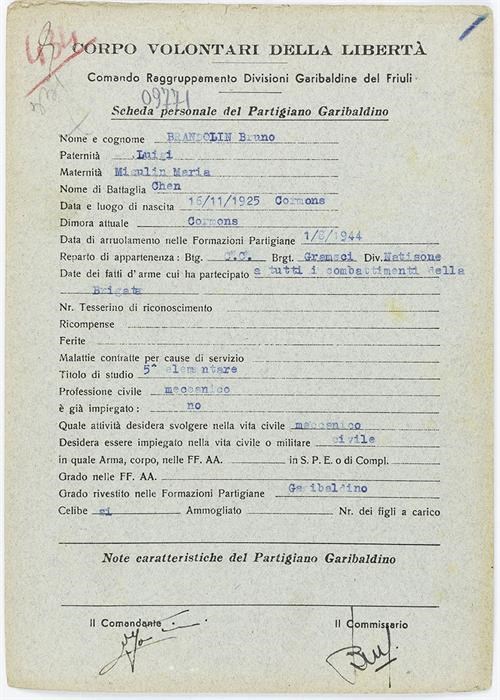 434
CORPO VOLONTARI DELLA LIBERTÀ
Comando Raggruppamento Divisioni Garibaldine del Friuli
09771
Scheda personale del Partigiano Garibaldino
Nome e cognome BRANDOLIN Bruno
Paternità Luigi
Maternità Miculin Maria
Nome di Battaglia Chen
Data e luogo di nascita 16/11/1925 Cormons
Dimora attuale Cormons
Data di arruolamento nelle Formazioni Partigiane 1/6/1944
Reparto di appartenenza : Btg. C.C. Brgt. Gramsci Div. Natisone
Date dei fatti d'arme cui ha partecipato a tutti i combattimenti della
Brigata
Nr. Tesserino di riconoscimento
Ricompense
Ferite
Malattie contratte per cause di servizio
Titolo di studio 5^ elementare
Professione civile meccanico
è già impiegato : no
Quale attività desidera svolgere nella vita civile meccanico
Desidera essere impiegato nella vita civile o militare civile
in quale Arma, corpo, nelle FF. AA. in S. P. E. o di Compl.
Grado nelle FF. AA.
Grado rivestito nelle Formazioni Partigiane Garibaldino
Celibe si Ammogliato Nr. dei figli a carico
Note caratteristiche del Partigiano Garibaldino
Il Comandante Il Commissario